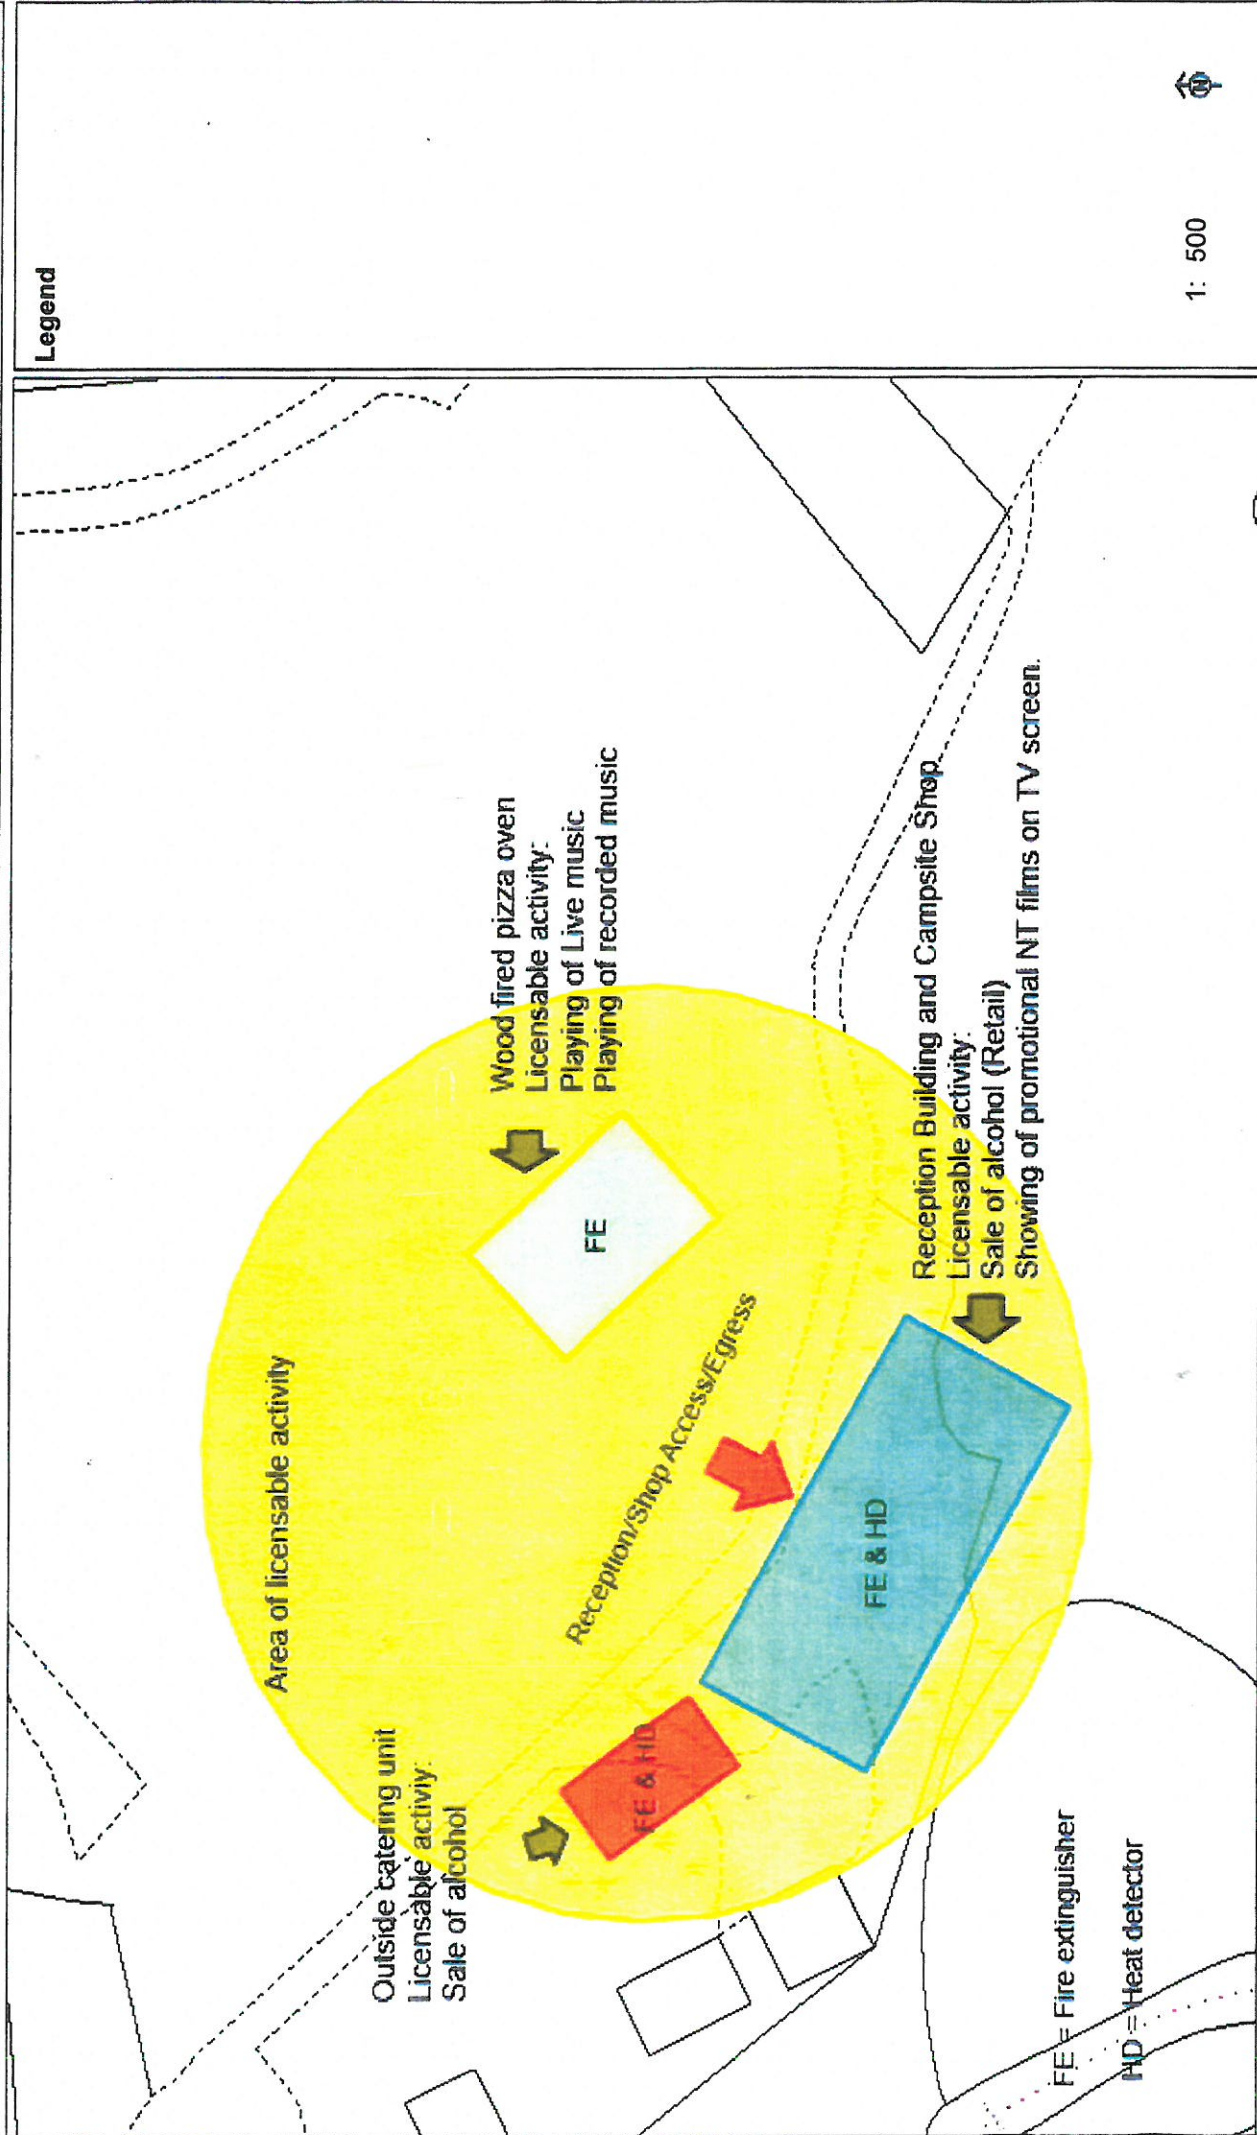 Legend
Area of licensable activity
Outside catering unit
Licensable activiy:
Sale of alcohol
Wood fired pizza oven
Licensable activity:
Playing of Live music
Playing of recorded music
FE
Reception/Shop Access/Egress
FE & HD
FE & HD
Reception Building and Campsite Shop
Licensable activity:
Sale of alcohol (Retail)
Showing of promotional NT films on TV screen.
FE = Fire extinguisher
HD = Heat detector
1: 500
N